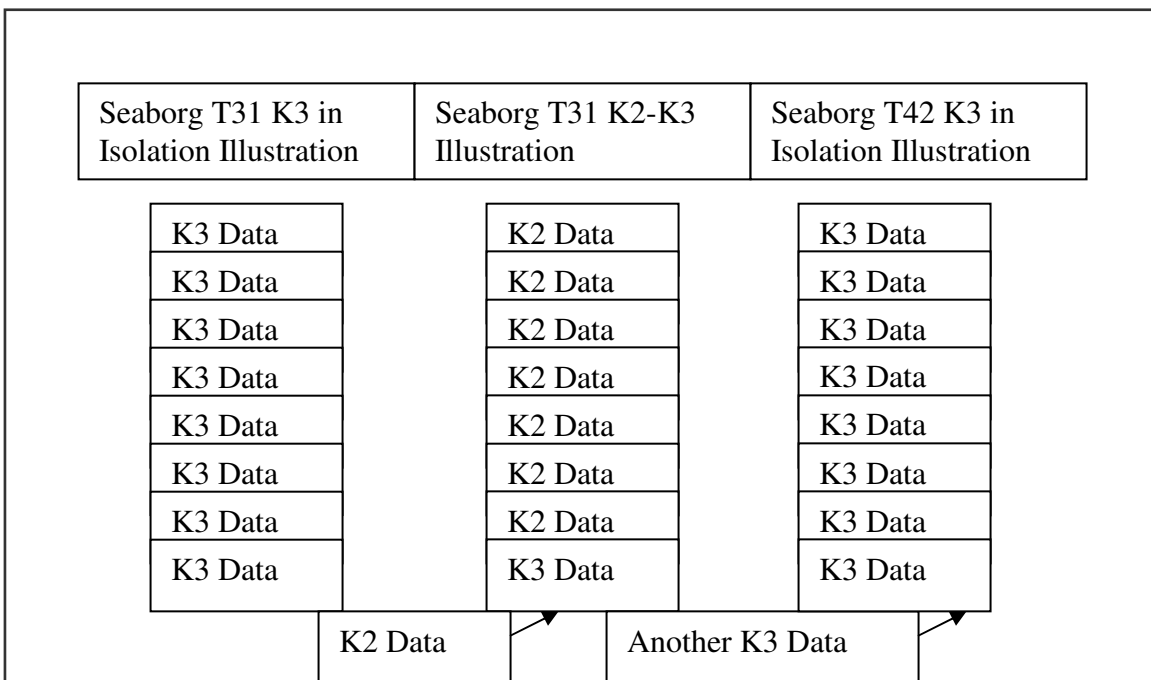 Seaborg T31 K3 in
Isolation Illustration
Seaborg T31 K2-K3
Illustration
Seaborg T42 K3 in
Isolation Illustration
K3 Data
K3 Data
K3 Data
K3 Data
K3 Data
K3 Data
K3 Data
K3 Data
K2 Data
K2 Data
K2 Data
K2 Data
K2 Data
K2 Data
K2 Data
K3 Data
K3 Data
K3 Data
K3 Data
K3 Data
K3 Data
K3 Data
K3 Data
K3 Data
K2 Data
Another K3 Data